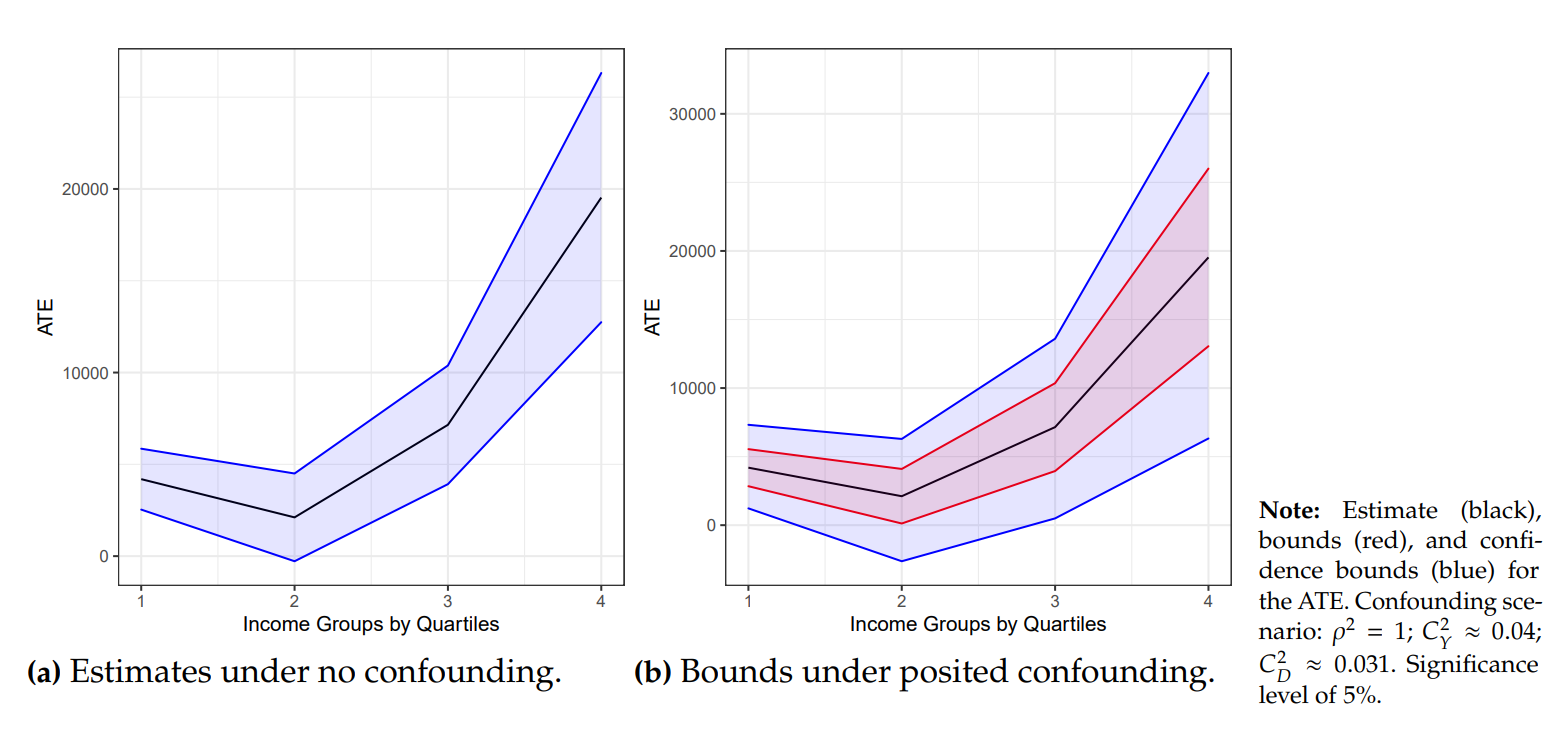 20000
10000
0
ATE
1 2 3 4
Income Groups by Quartiles
(a) Estimates under no confounding.
30000
20000
10000
0
ATE
1 2 3 4
Income Groups by Quartiles
(b) Bounds under posited confounding.
Note: Estimate (black),
bounds (red), and confi-
dence bounds (blue) for
the ATE. Confounding sce-
nario: ρ² = 1; C²_Y ≈ 0.04;
C²_D ≈ 0.031. Significance
level of 5%.